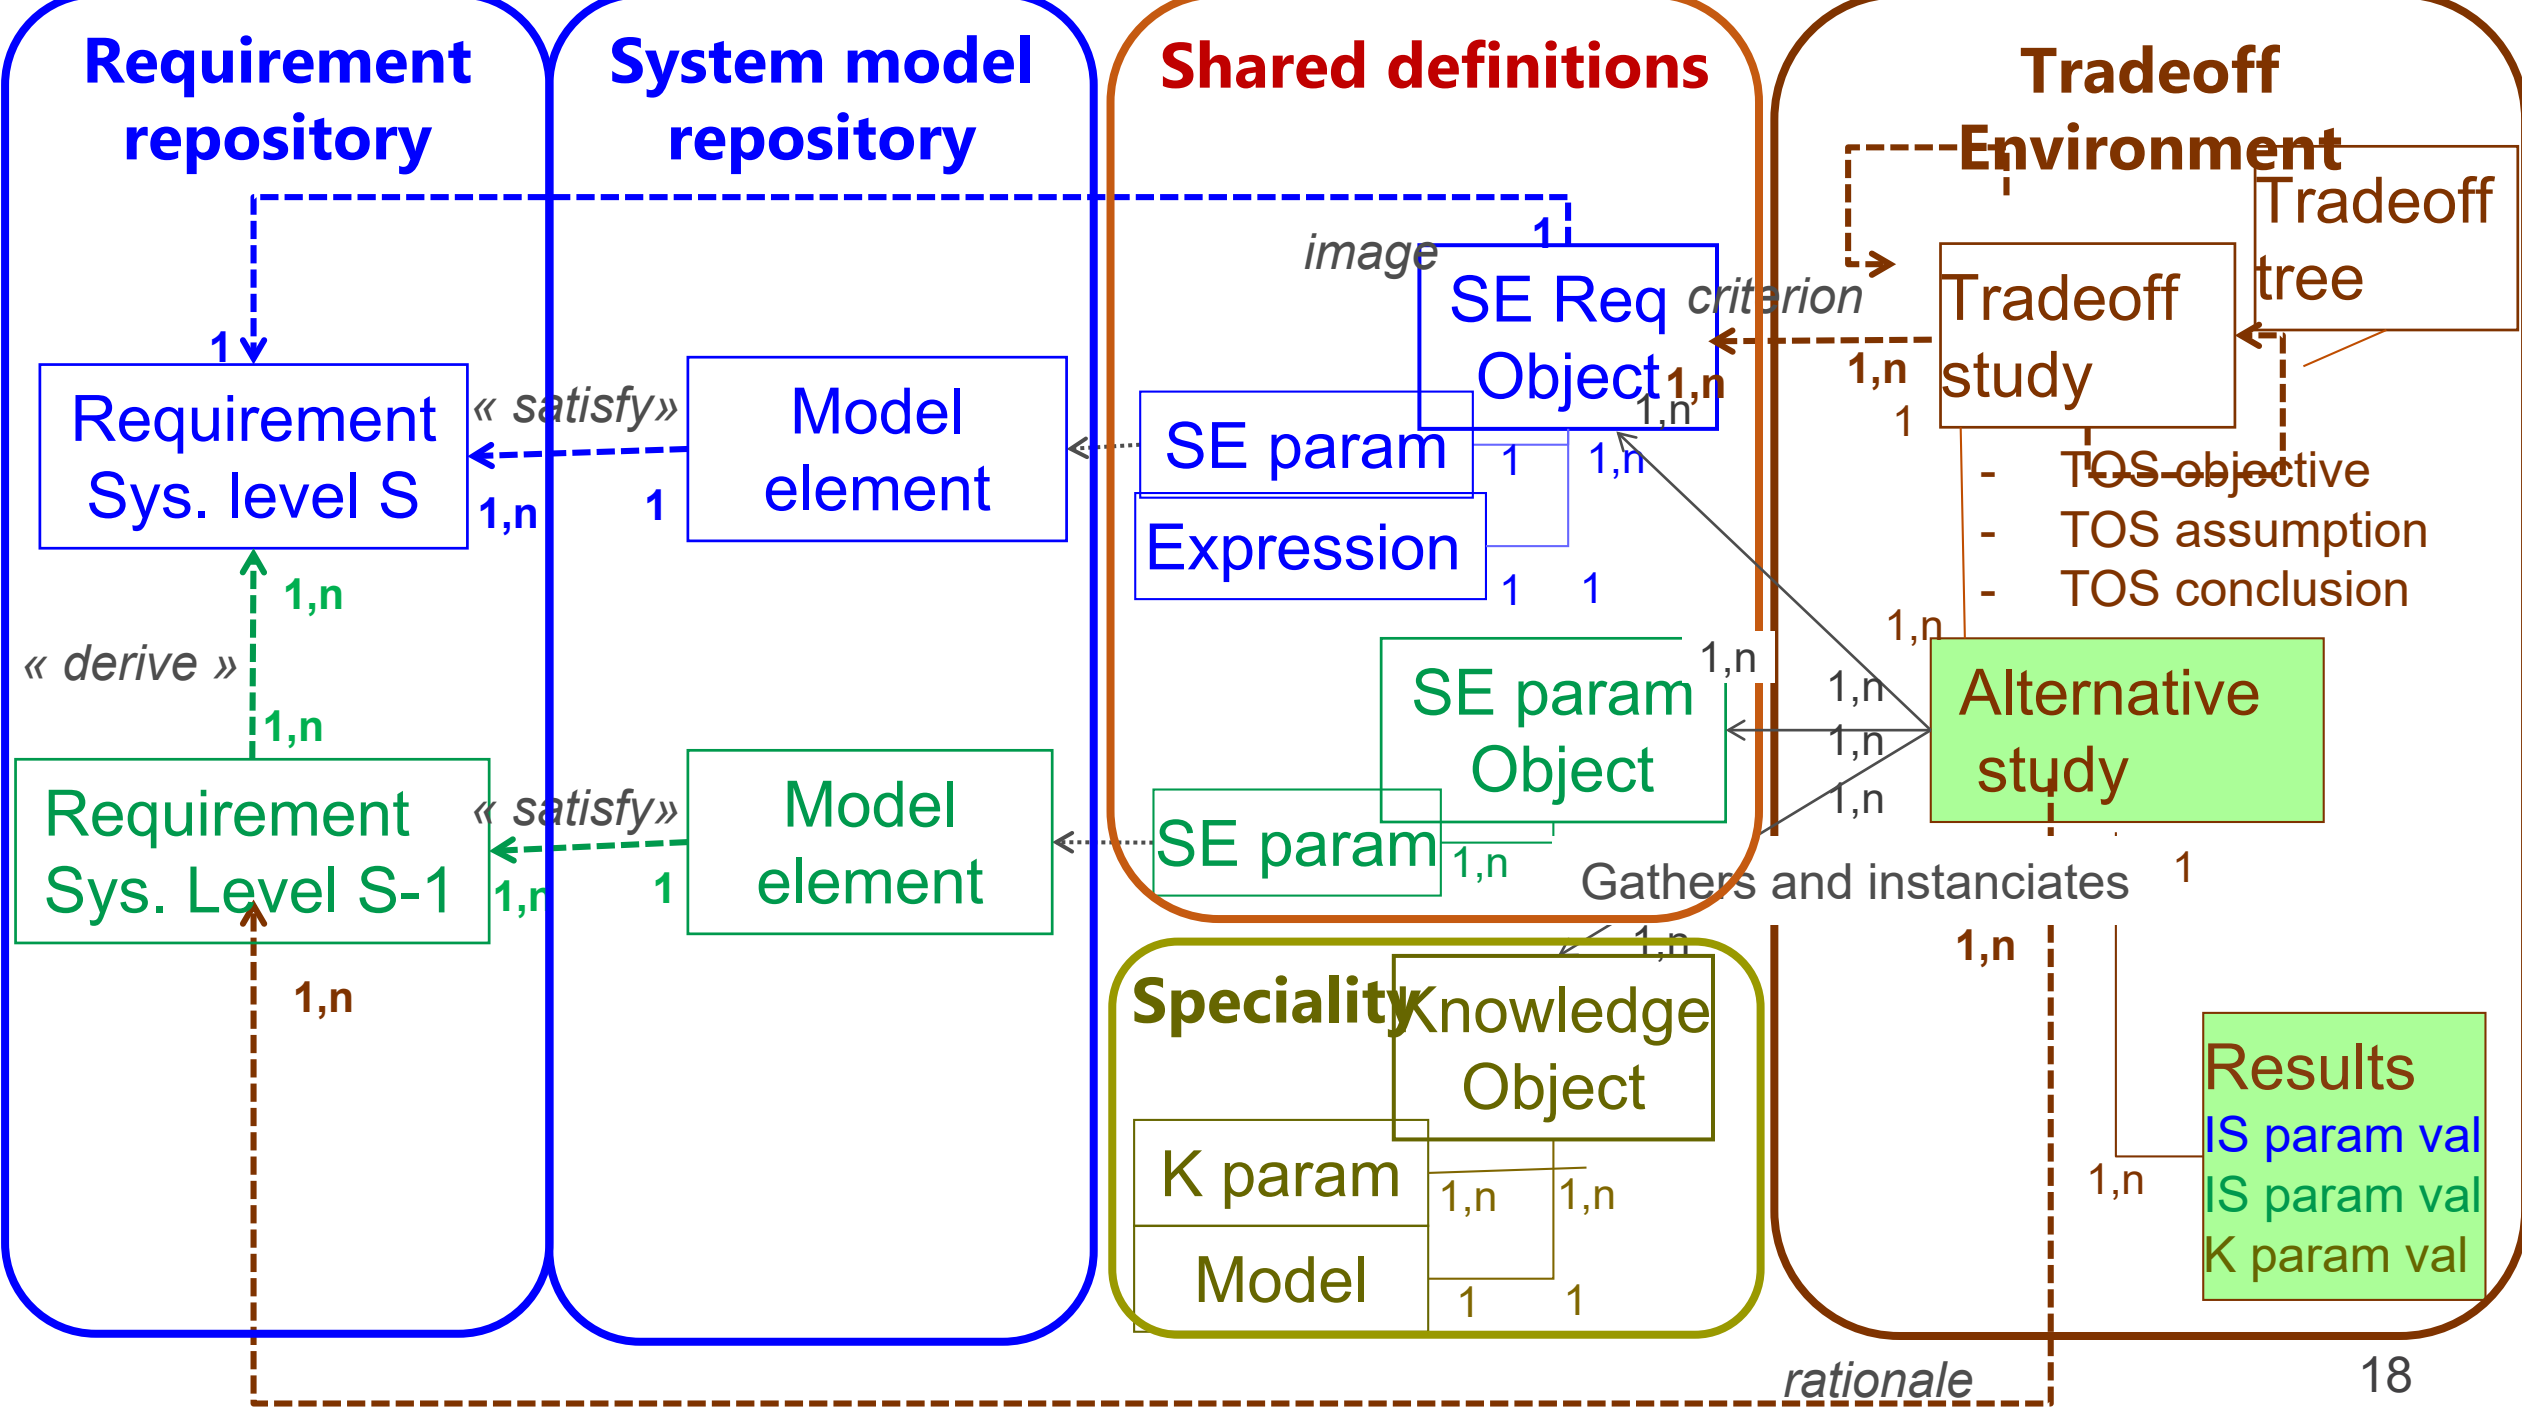 Requirement
repository
System model
repository
Shared definitions
Tradeoff
Environment
Tradeoff
tree
image
1
SE Req
Object
criterion
1,n
1,n
1,n
Tradeoff
study
1
- TOS objective
- TOS assumption
- TOS conclusion
1
Requirement
Sys. level S
« satisfy»
1,n
1
Model
element
SE param
1
1,n
Expression
1
1
1,n
« derive »
1,n
1,n
SE param
Object
1,n
1,n
1,n
1,n
Alternative
study
Requirement
Sys. Level S-1
« satisfy»
1,n
1
Model
element
SE param
1,n
Gathers and instanciates
1
1,n
1,n
1,n
Speciality
Knowledge
Object
K param
1,n
1,n
Model
1
1
1,n
Results
IS param val
IS param val
K param val
rationale
18